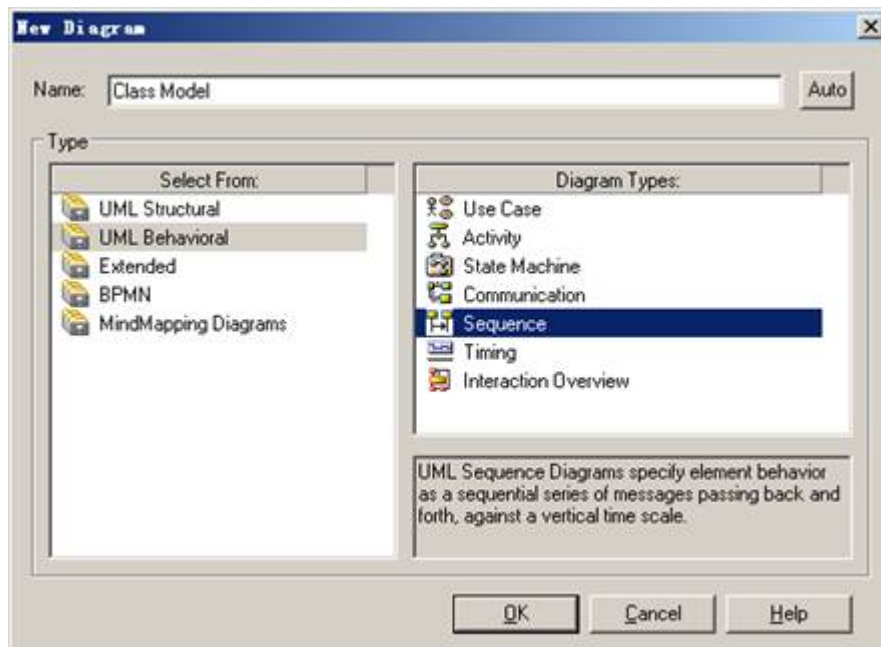 New Diagram
Name: Class Model Auto
Type
Select From:
UML Structural
UML Behavioral
Extended
BPMN
MindMapping Diagrams
Diagram Types:
Use Case
Activity
State Machine
Communication
Sequence
Timing
Interaction Overview
UML Sequence Diagrams specify element behavior
as a sequential series of messages passing back and
forth, against a vertical time scale.
OK Cancel Help